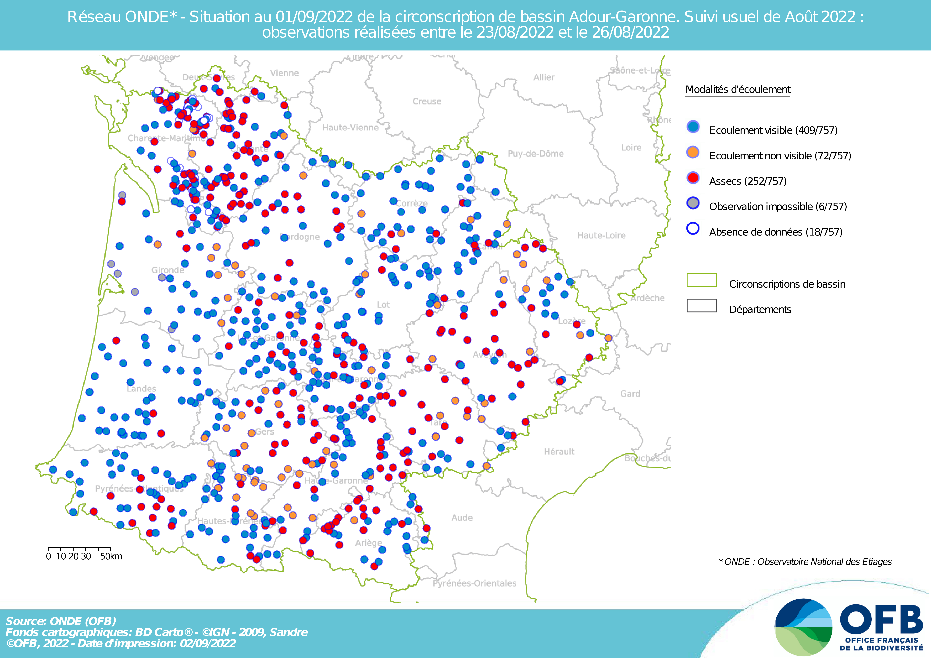 Réseau ONDE* - Situation au 01/09/2022 de la circonscription de bassin Adour-Garonne. Suivi usuel de Août 2022 :
observations réalisées entre le 23/08/2022 et le 26/08/2022
Vienne
Allier
Saône-et-Loire
Creuse
Haute-Vienne
Charente-Maritime
Puy-de-Dôme
Loire
Corrèze
Haute-Loire
Gironde
Ardèche
Lot
Lozère
Landes
Gard
Gers
Hérault
Pyrénées-Atlantiques
Haute-Garonne
Aude
Ariège
Pyrénées-Orientales
Modalités d'écoulement
Ecoulement visible (409/757)
Ecoulement non visible (72/757)
Assecs (252/757)
Observation impossible (6/757)
Absence de données (18/757)
Circonscriptions de bassin
Départements
0 10 20 30 50km
* ONDE : Observatoire National des Etiages
Source: ONDE (OFB)
Fonds cartographiques: BD Carto® - ©IGN - 2009, Sandre
©OFB, 2022 - Date d'impression: 02/09/2022
OFB
OFFICE FRANÇAIS
DE LA BIODIVERSITÉ